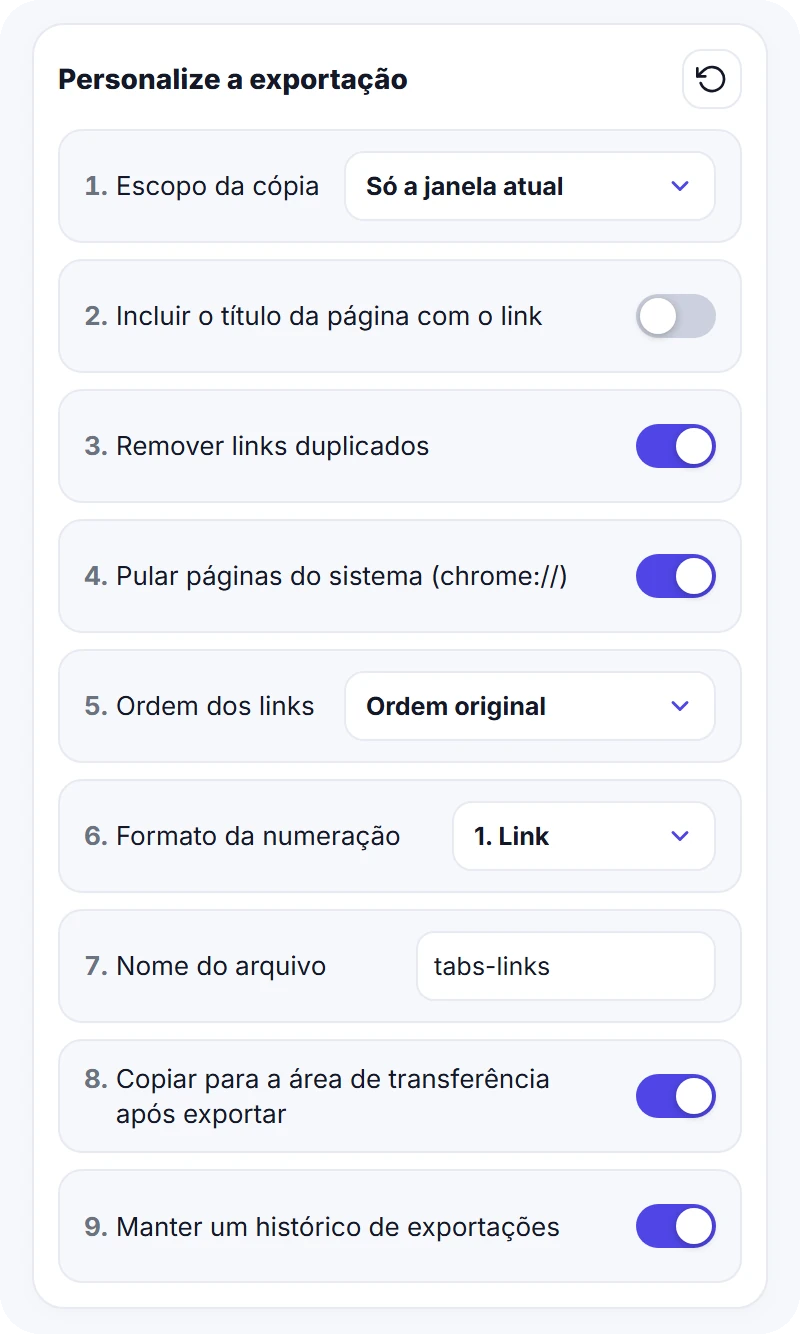 Personalize a exportação
1. Escopo da cópia Só a janela atual
2. Incluir o título da página com o link
3. Remover links duplicados
4. Pular páginas do sistema (chrome://)
5. Ordem dos links Ordem original
6. Formato da numeração 1. Link
7. Nome do arquivo tabs-links
8. Copiar para a área de transferência
após exportar
9. Manter um histórico de exportações